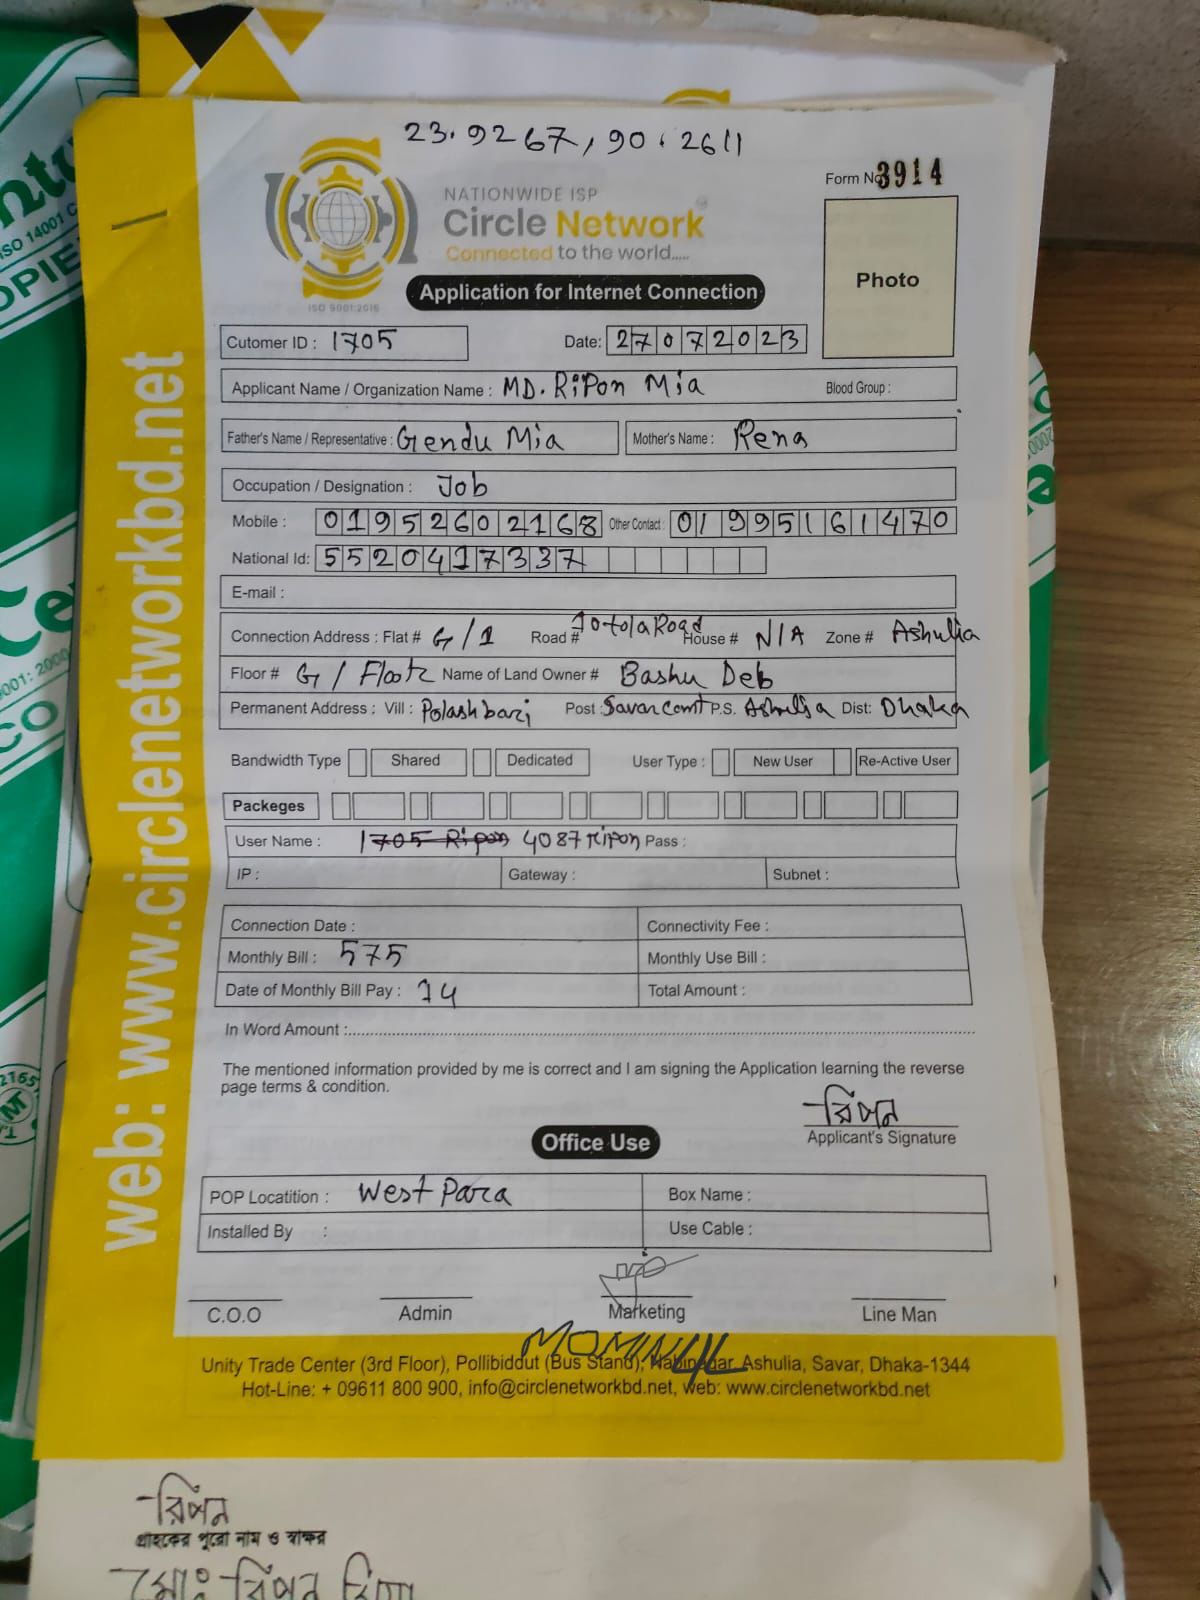 23.9267, 90.2611
Form No 3914
NATIONWIDE ISP
Circle Network
Connected to the world.....
ISO 9001:2015
Photo
Application for Internet Connection
Cutomer ID : 1705 Date: 27072023
Applicant Name / Organization Name : MD. RiPon Mia Blood Group :
Father's Name / Representative : Gendu Mia Mother's Name : Rena
Occupation / Designation : Job
Mobile : 01952602168 Other Contact : 01995161470
National Id: 5520417337
E-mail :
Connection Address : Flat # G/1 Road # House # N/A Zone # Ashulia
Floor # G / Name of Land Owner # Bashu Deb
Permanent Address : Vill : Polashbari Post : Savar Cant P.S. Ashulia Dist: Dhaka
Bandwidth Type Shared Dedicated User Type : New User Re-Active User
Packeges
User Name : 1705 Ripon 4087 Ripon Pass :
IP : Gateway : Subnet :
Connection Date : Connectivity Fee :
Monthly Bill : 575 Monthly Use Bill :
Date of Monthly Bill Pay : 14 Total Amount :
In Word Amount :
The mentioned information provided by me is correct and I am signing the Application learning the reverse
page terms & condition.
রিপন
Applicant's Signature
Office Use
POP Locatition : West Para Box Name :
Installed By : Use Cable :
C.O.O Admin Marketing Line Man
MOMIN
Unity Trade Center (3rd Floor), Pollibiddut (Bus Stand), Nabinagar, Ashulia, Savar, Dhaka-1344
Hot-Line: + 09611 800 900, info@circlenetworkbd.net, web: www.circlenetworkbd.net
web: www.circlenetworkbd.net
রিপন
গ্রাহকের পুরো নাম ও স্বাক্ষর
মোঃ রিপন মিয়া